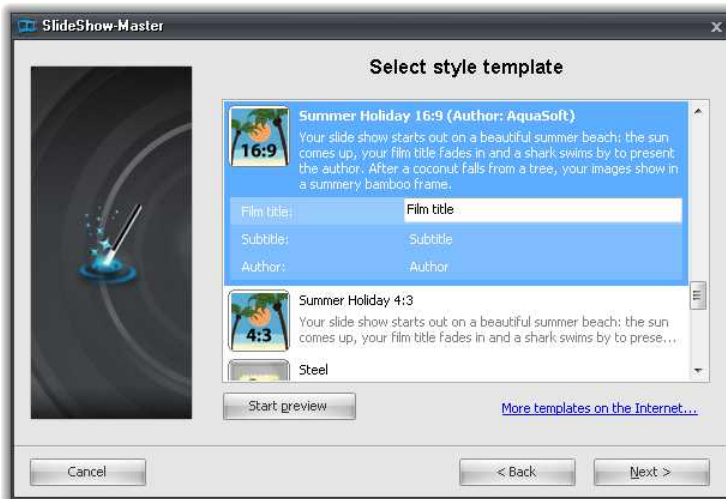 SlideShow-Master
x
Select style template
16:9
Summer Holiday 16:9 (Author: AquaSoft)
Your slide show starts out on a beautiful summer beach: the sun
comes up, your film title fades in and a shark swims by to present
the author. After a coconut falls from a tree, your images show in
a summery bamboo frame.
Film title: Film title
Subtitle: Subtitle
Author: Author
4:3
Summer Holiday 4:3
Your slide show starts out on a beautiful summer beach: the sun
comes up, your film title fades in and a shark swims by to prese...
Steel
Start preview
More templates on the Internet...
Cancel
< Back
Next >